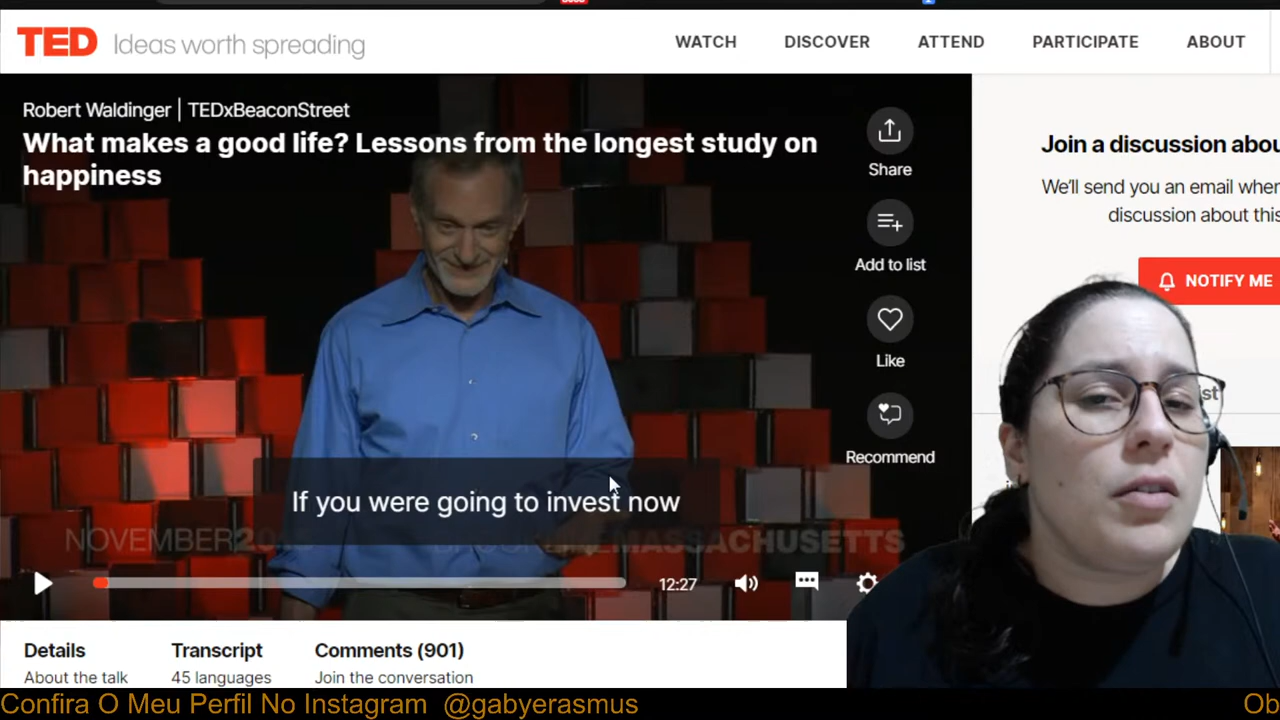 TED Ideas worth spreading
WATCH DISCOVER ATTEND PARTICIPATE ABOUT
Robert Waldinger | TEDxBeaconStreet
What makes a good life? Lessons from the longest study on
happiness
Share
Add to list
Like
Recommend
If you were going to invest now
NOVEMBER
MASSACHUSETTS
12:27
Join a discussion
We'll send you an email
discussion about this
NOTIFY ME
Details
About the talk
Transcript
45 languages
Comments (901)
Join the conversation
Confira O Meu Perfil No Instagram @gabyerasmus